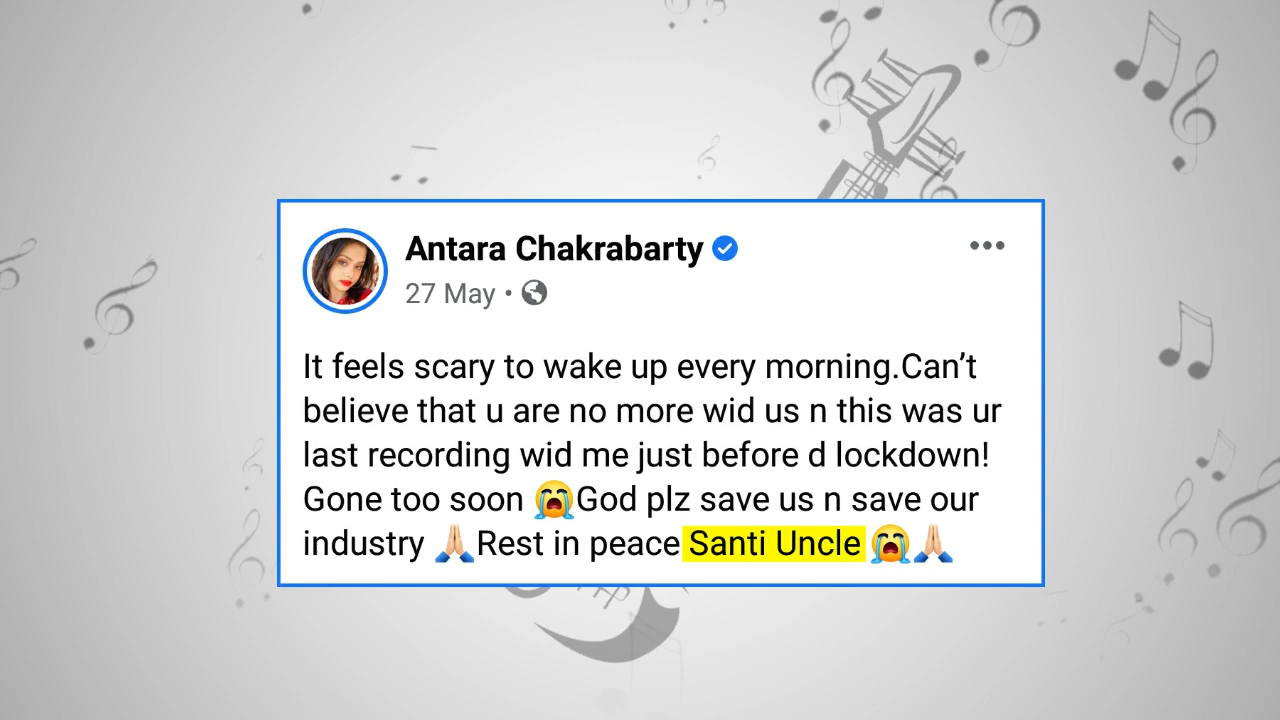 Antara Chakrabarty
27 May •
It feels scary to wake up every morning.Can’t
believe that u are no more wid us n this was ur
last recording wid me just before d lockdown!
Gone too soon 😭God plz save us n save our
industry 🙏🏻Rest in peace Santi Uncle 😭🙏🏻